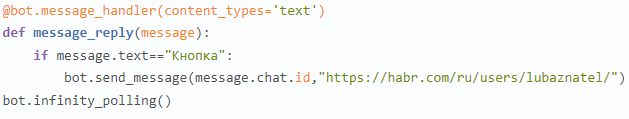 @bot.message_handler(content_types='text')
def message_reply(message):
    if message.text=="Кнопка":
        bot.send_message(message.chat.id,"https://habr.com/ru/users/lubaznatel/")
bot.infinity_polling()